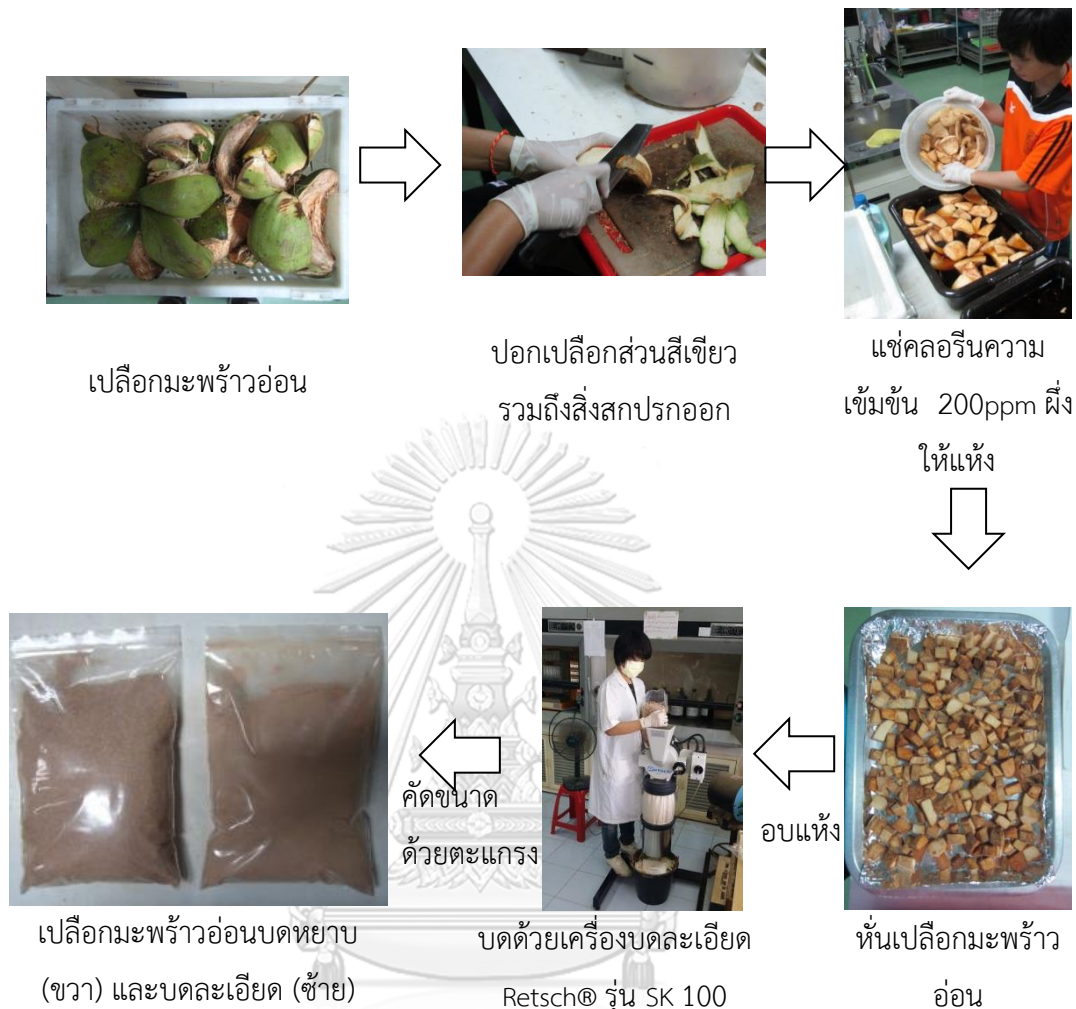 เปลือกมะพร้าวอ่อน
ปอกเปลือกส่วนสีเขียว
รวมถึงสิ่งสกปรกออก
แช่คลอรีนความ
เข้มข้น 200ppm ผึ่ง
ให้แห้ง
หั่นเปลือกมะพร้าว
อ่อน
อบแห้ง
บดด้วยเครื่องบดละเอียด
Retsch® รุ่น SK 100
คัดขนาด
ด้วยตะแกรง
เปลือกมะพร้าวอ่อนบดหยาบ
(ขวา) และบดละเอียด (ซ้าย)